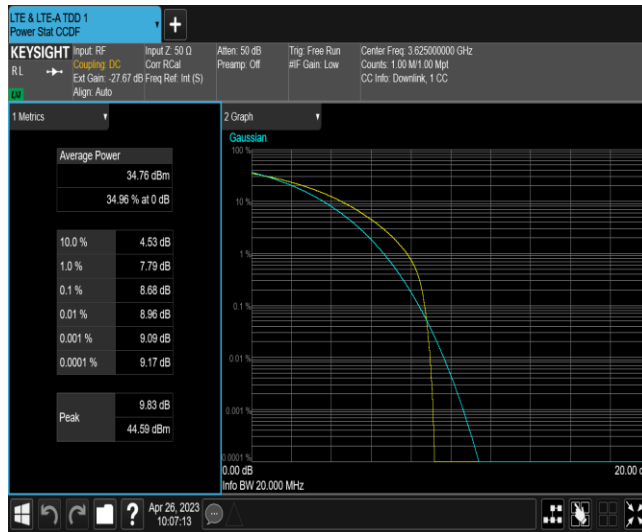 LTE & LTE-A TDD 1
Power Stat CCDF
KEYSIGHT
RL
LXI
Input: RF
Coupling: DC
Ext Gain: -27.67 dB
Align: Auto
Input Z: 50 Ω
Corr RCal
Freq Ref: Int (S)
Atten: 50 dB
Preamp: Off
Trig: Free Run
#IF Gain: Low
Center Freq: 3.625000000 GHz
Counts: 1.00 M/1.00 Mpt
CC Info: Downlink, 1 CC
1 Metrics
Average Power
34.76 dBm
34.96 % at 0 dB
10.0 % 4.53 dB
1.0 % 7.79 dB
0.1 % 8.68 dB
0.01 % 8.96 dB
0.001 % 9.09 dB
0.0001 % 9.17 dB
Peak
9.83 dB
44.59 dBm
2 Graph
Gaussian
100 %
10 %
1 %
0.1 %
0.01 %
0.001 %
0.0001 %
0.00 dB
20.00
Info BW 20.000 MHz
?
Apr 26, 2023
10:07:13